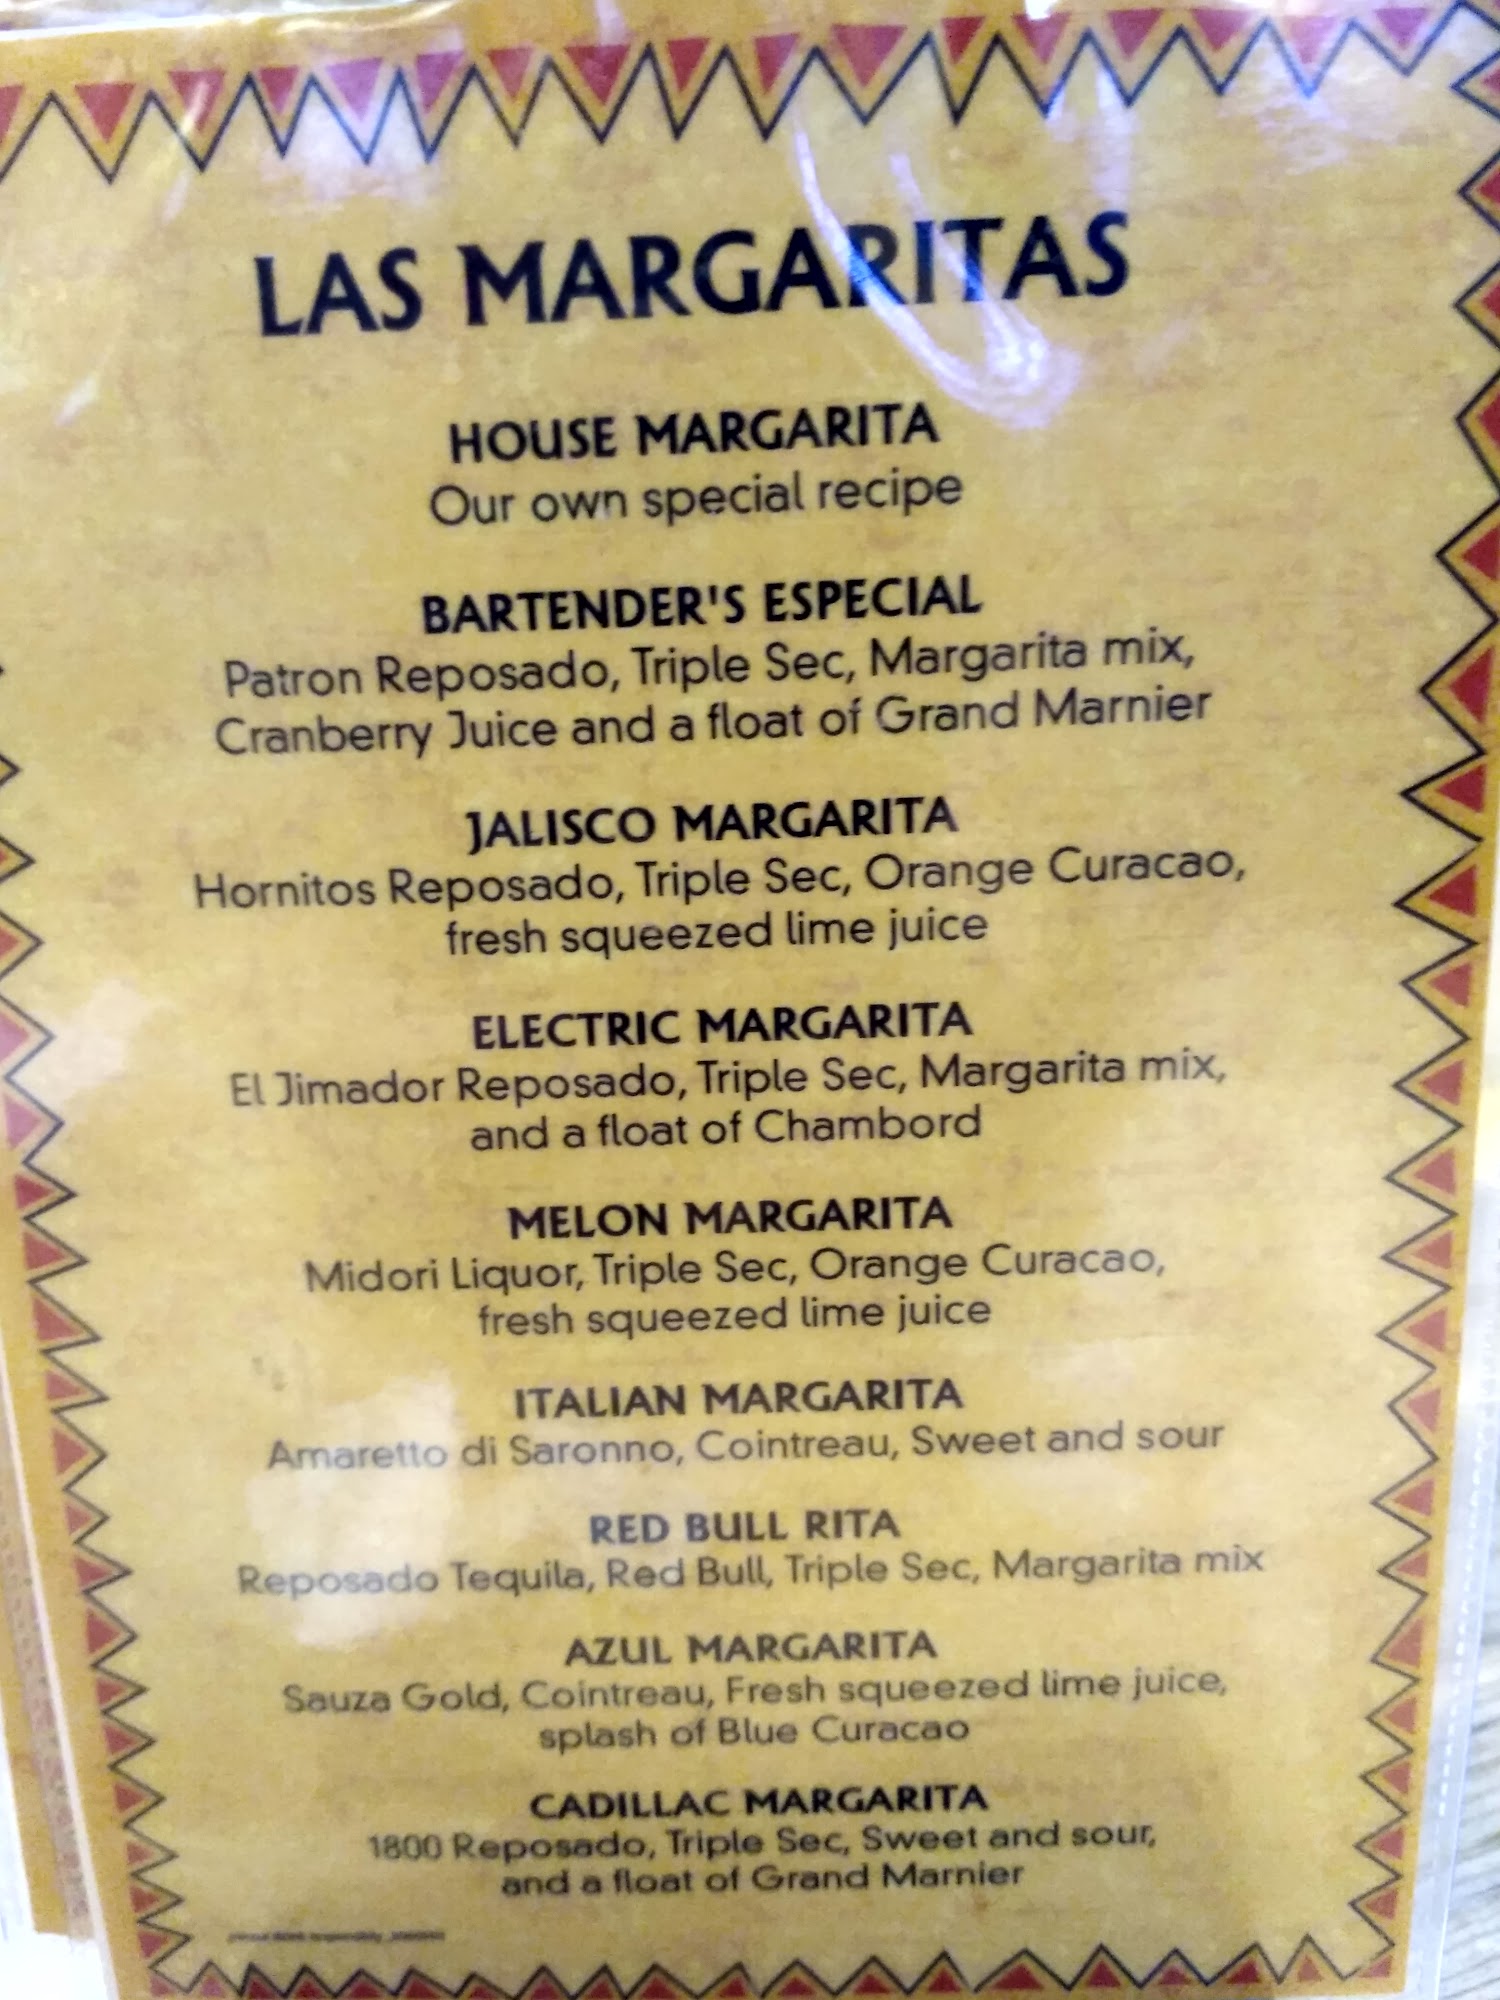 LAS MARGARITAS
HOUSE MARGARITA
Our own special recipe
BARTENDER'S ESPECIAL
Patron Reposado, Triple Sec, Margarita mix,
Cranberry Juice and a float of Grand Marnier
JALISCO MARGARITA
Hornitos Reposado, Triple Sec, Orange Curacao,
fresh squeezed lime juice
ELECTRIC MARGARITA
El Jimador Reposado, Triple Sec, Margarita mix,
and a float of Chambord
MELON MARGARITA
Midori Liquor, Triple Sec, Orange Curacao,
fresh squeezed lime juice
ITALIAN MARGARITA
Amaretto di Saronno, Cointreau, Sweet and sour
RED BULL RITA
Reposado Tequila, Red Bull, Triple Sec, Margarita mix
AZUL MARGARITA
Sauza Gold, Cointreau, Fresh squeezed lime juice,
splash of Blue Curacao
CADILLAC MARGARITA
1800 Reposado, Triple Sec, Sweet and sour,
and a float of Grand Marnier